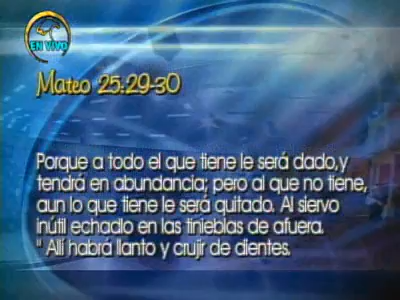 EN VIVO
Mateo 25:29-30
Porque a todo el que tiene le será dado,y
tendrá en abundancia; pero al que no tiene,
aun lo que tiene le será quitado. Al siervo
inútil echadlo en las tinieblas de afuera.
" Allí habrá llanto y crujir de dientes.